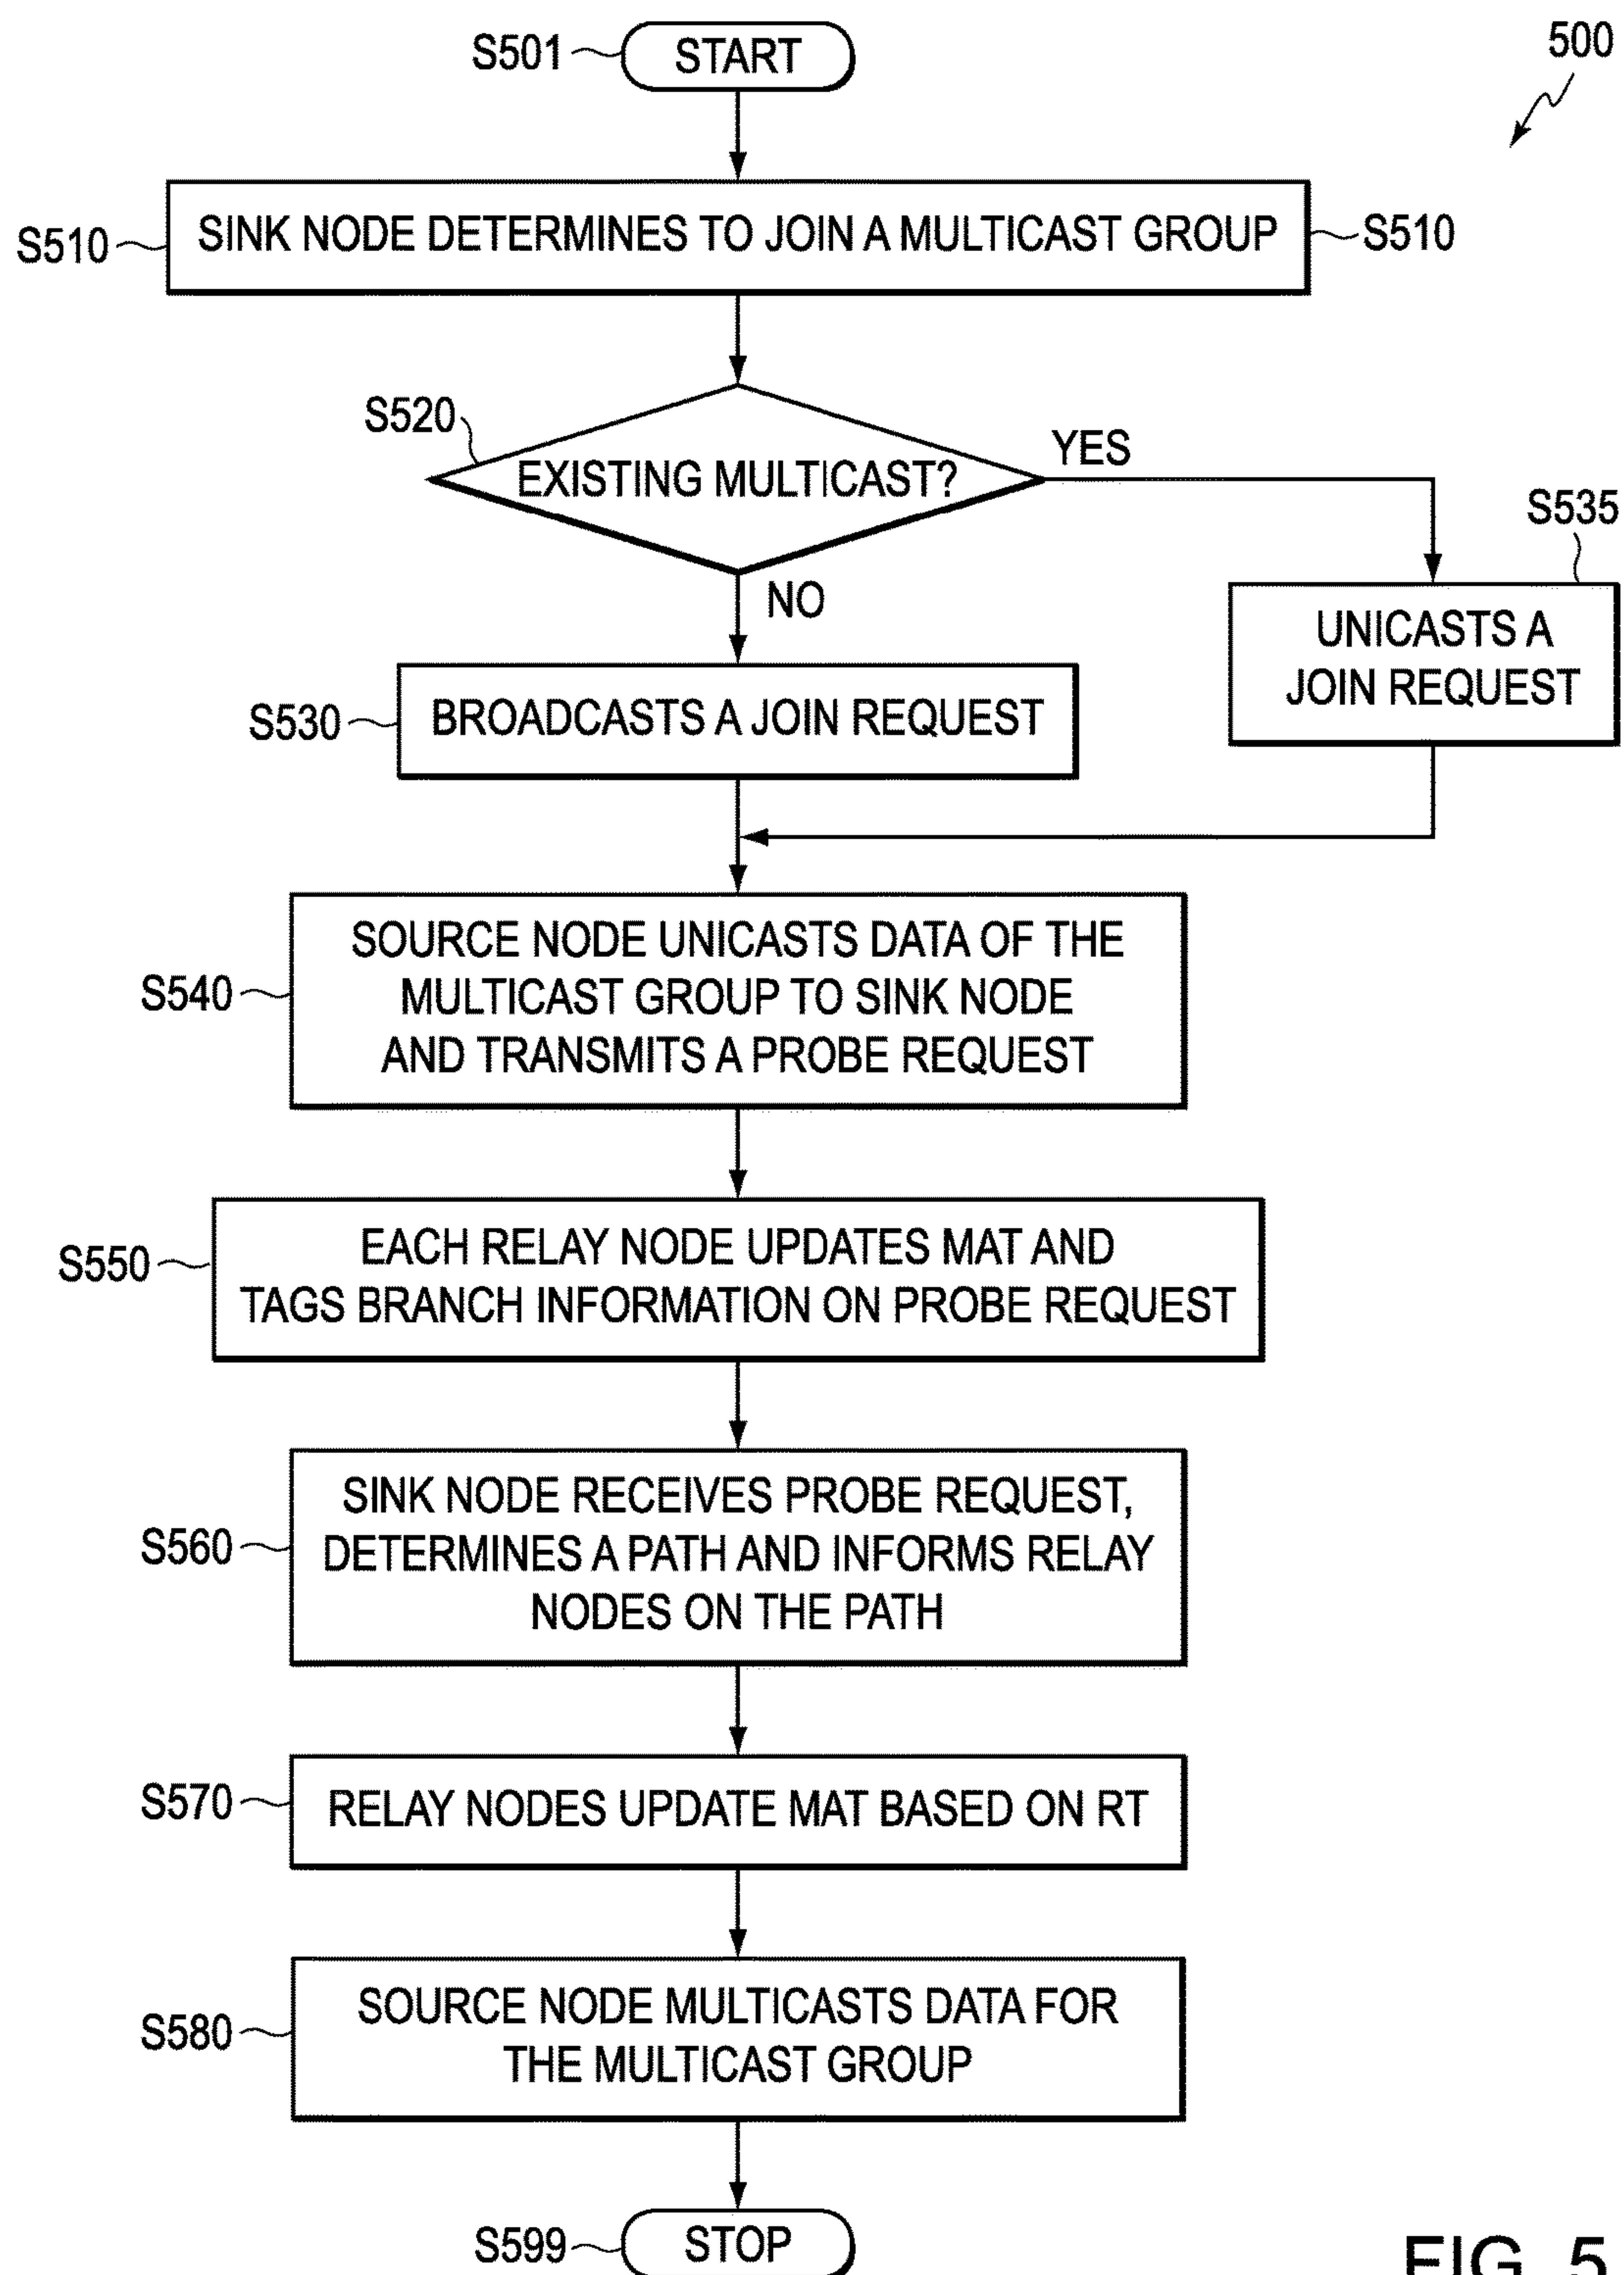 500
S501
START
S510
SINK NODE DETERMINES TO JOIN A MULTICAST GROUP
S510
S520
EXISTING MULTICAST?
YES
NO
S535
UNICASTS A
JOIN REQUEST
S530
BROADCASTS A JOIN REQUEST
S540
SOURCE NODE UNICASTS DATA OF THE
MULTICAST GROUP TO SINK NODE
AND TRANSMITS A PROBE REQUEST
S550
EACH RELAY NODE UPDATES MAT AND
TAGS BRANCH INFORMATION ON PROBE REQUEST
S560
SINK NODE RECEIVES PROBE REQUEST,
DETERMINES A PATH AND INFORMS RELAY
NODES ON THE PATH
S570
RELAY NODES UPDATE MAT BASED ON RT
S580
SOURCE NODE MULTICASTS DATA FOR
THE MULTICAST GROUP
S599
STOP
FIG. 5